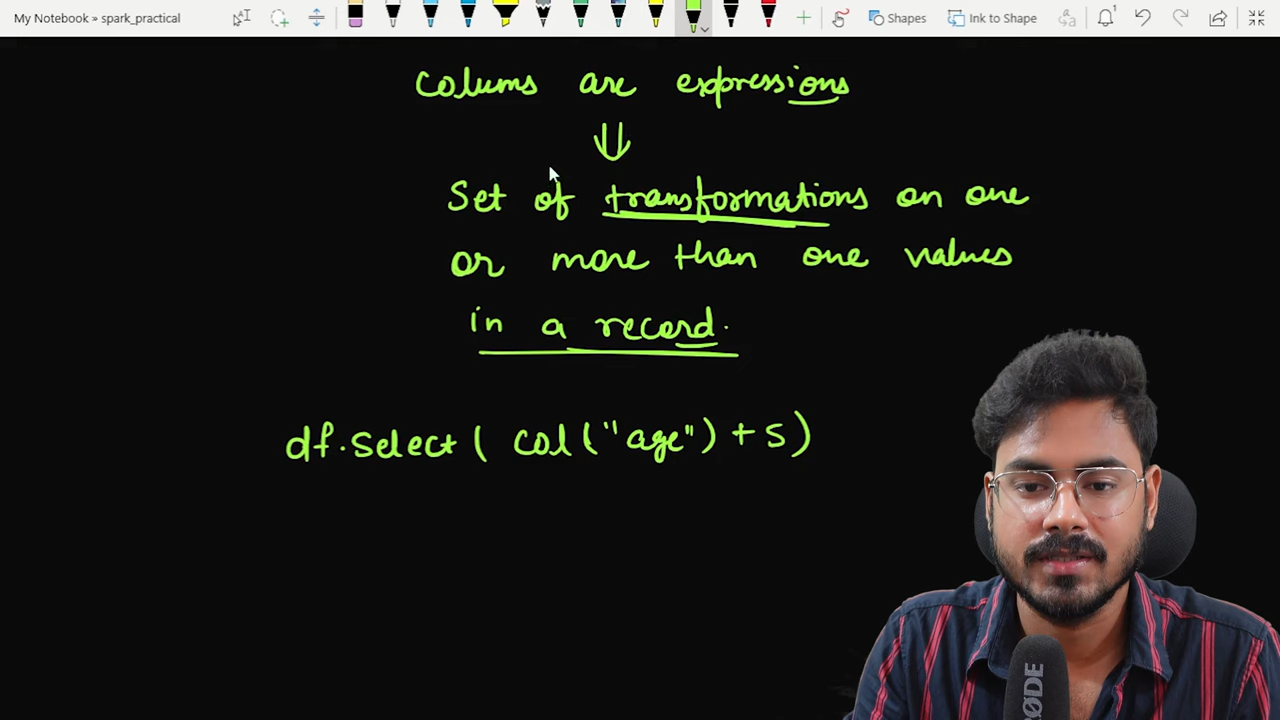 My Notebook » spark_practical
Shapes
Ink to Shape
Colums are expressions
Set of transformations on one
or more than one values
in a record.
df.select( col("age") + 5)
RODE